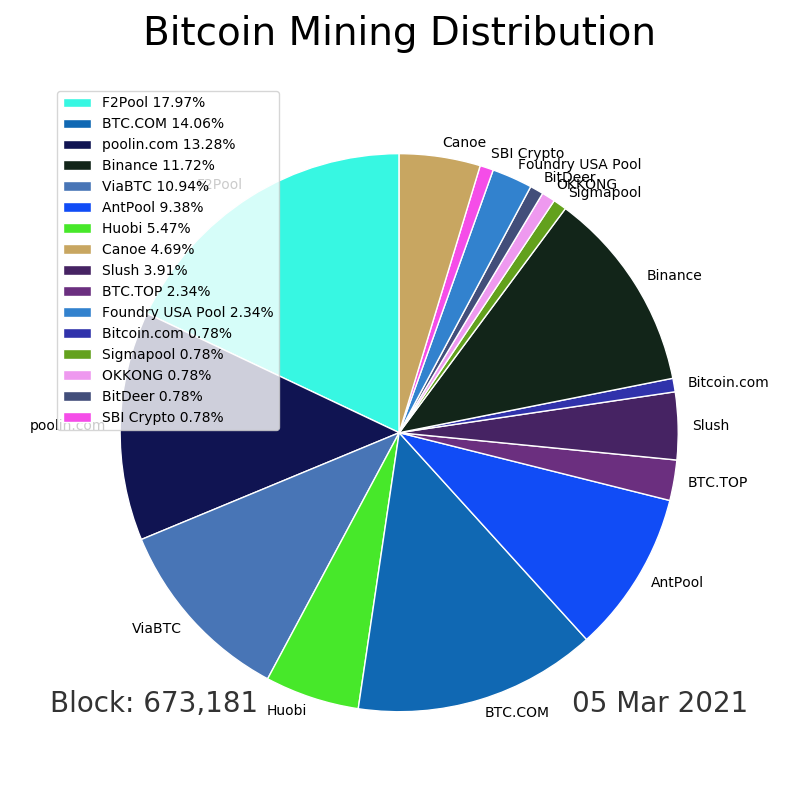 Bitcoin Mining Distribution
F2Pool 17.97%
BTC.COM 14.06%
poolin.com 13.28%
Binance 11.72%
ViaBTC 10.94%
AntPool 9.38%
Huobi 5.47%
Canoe 4.69%
Slush 3.91%
BTC.TOP 2.34%
Foundry USA Pool 2.34%
Bitcoin.com 0.78%
Sigmapool 0.78%
OKKONG 0.78%
BitDeer 0.78%
SBI Crypto 0.78%
Canoe
SBI Crypto
Foundry USA Pool
BitDeer
OKKONG
Sigmapool
F2Pool
Binance
Bitcoin.com
Slush
poolin.com
BTC.TOP
AntPool
ViaBTC
Huobi
BTC.COM
Block: 673,181
05 Mar 2021